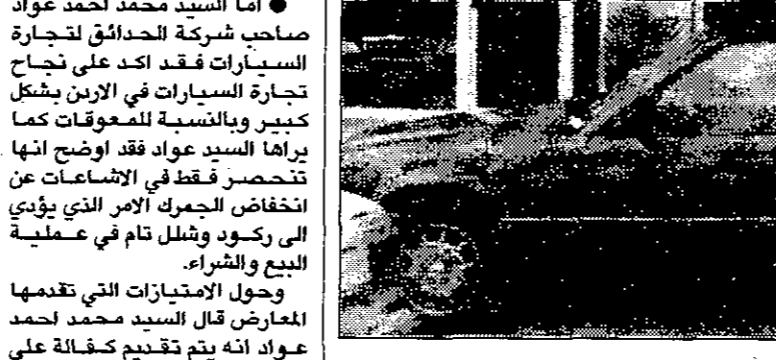 ● اما السيد محمد احمد عواد
صاحب شركة الحدائق لتجارة
السيارات فقد اكد على نجاح
تجارة السيارات في الاردن بشكل
كبير وبالنسبة للمعوقات كما
يراها السيد عواد فقد اوضح انها
تنحصر فقط في الاشاعات عن
انخفاض الجمرك الامر الذي يؤدي
الى ركود وشلل تام في عملية
البيع والشراء.
وحول الامتيازات التي تقدمها
المعارض قال السيد محمد احمد
عواد انه يتم تقديم كفالة على